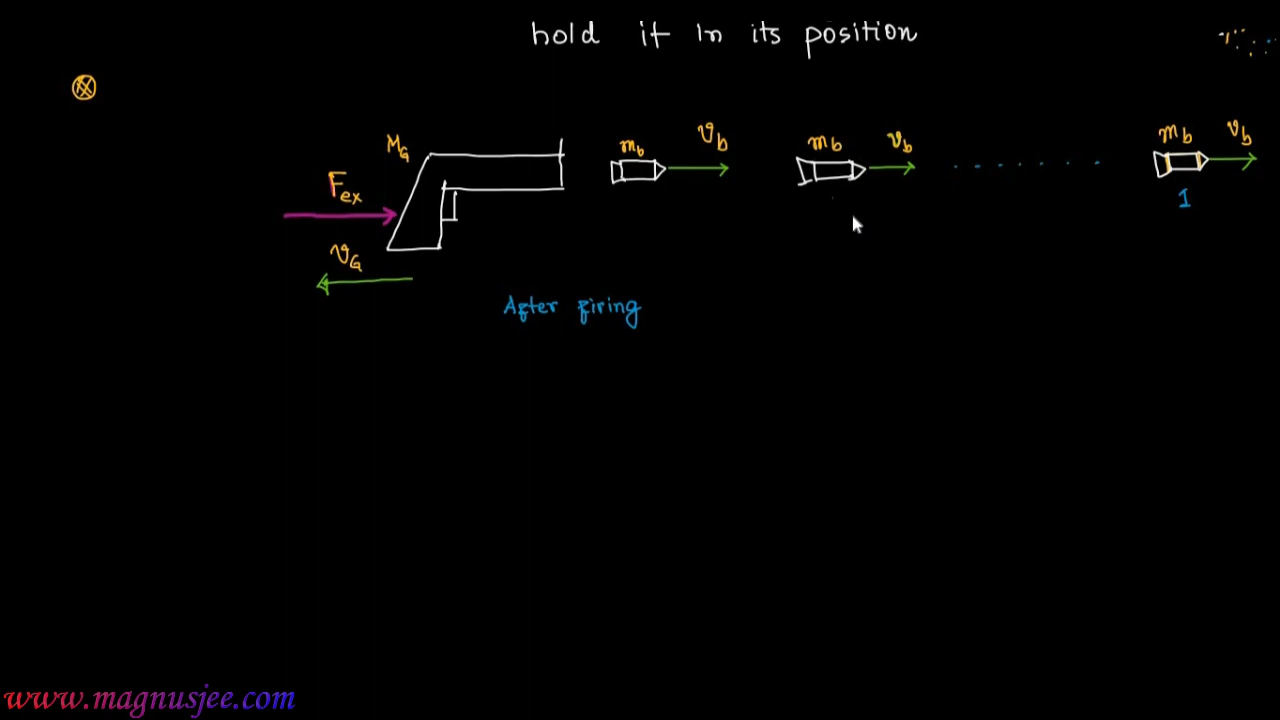 hold it in its position
M_G
m_b v_b m_b v_b m_b v_b
F_ex
1
v_G
After firing
www.magnusjee.com